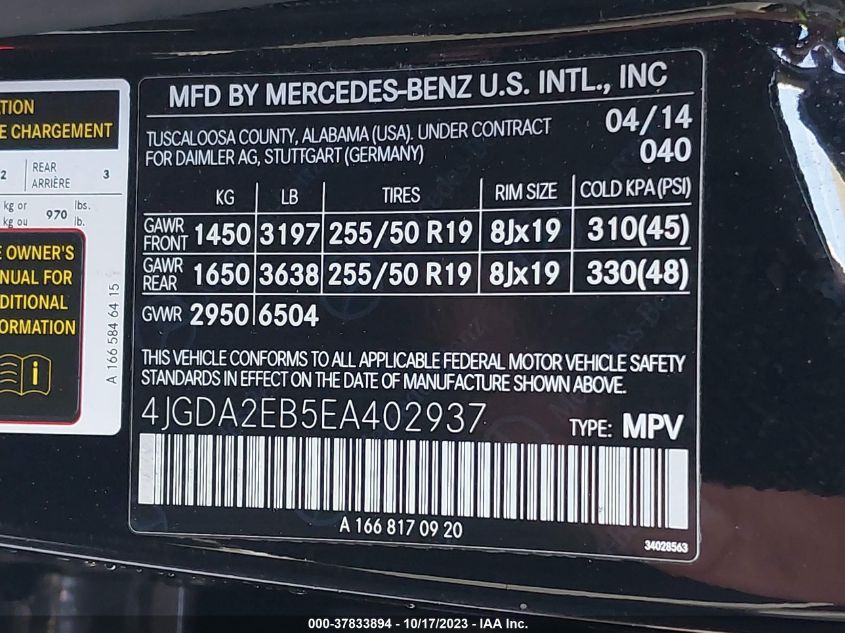 ATION
E CHARGEMENT
2 REAR ARRIÈRE 3
kg or
kg ou 970 lbs. lb.
E OWNER'S
ANUAL FOR
DDITIONAL
ORMATION
i
A 166 584 64 15
MFD BY MERCEDES-BENZ U.S. INTL., INC
TUSCALOOSA COUNTY, ALABAMA (USA). UNDER CONTRACT 04/14
FOR DAIMLER AG, STUTTGART (GERMANY) 040
KG LB TIRES RIM SIZE COLD KPA (PSI)
GAWR FRONT 1450 3197 255/50 R19 8Jx19 310(45)
GAWR REAR 1650 3638 255/50 R19 8Jx19 330(48)
GVWR 2950 6504
THIS VEHICLE CONFORMS TO ALL APPLICABLE FEDERAL MOTOR VEHICLE SAFETY
STANDARDS IN EFFECT ON THE DATE OF MANUFACTURE SHOWN ABOVE.
4JGDA2EB5EA402937 TYPE: MPV
A 166 817 09 20
34028563
000-37833894 - 10/17/2023 - IAA Inc.